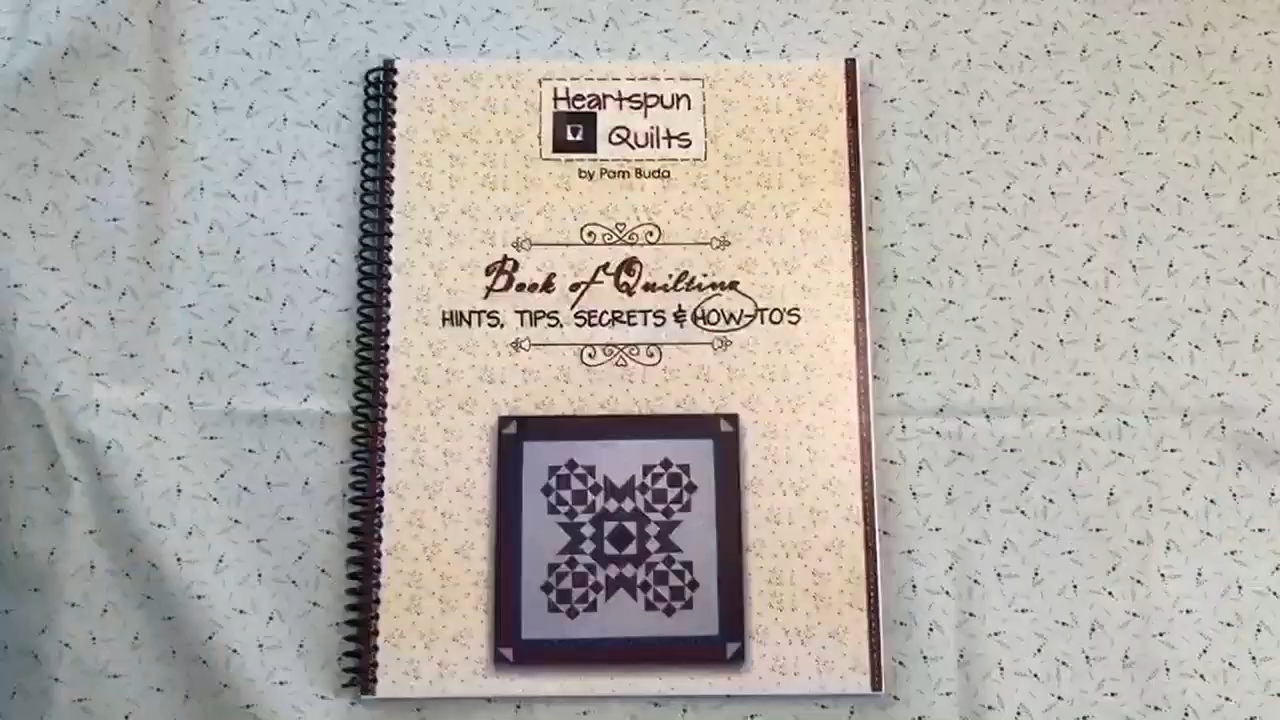 Heartspun
Quilts
by Pam Buda
Book of Quilting
HINTS, TIPS, SECRETS & HOW-TO'S